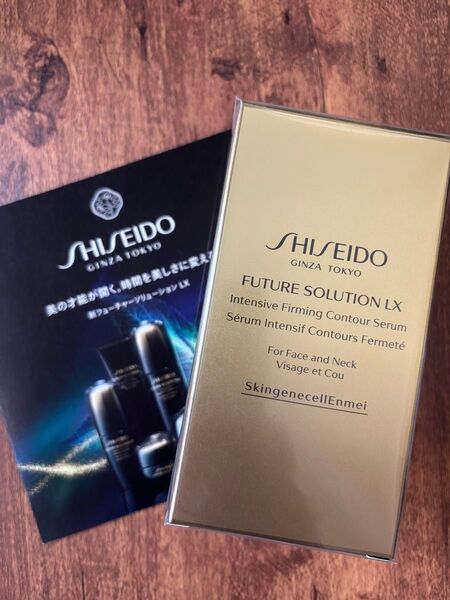 SHISEIDO
GINZA TOKYO
美の才能が開く。時間を美しさに変え
新フューチャーソリューション LX
SHISEIDO
GINZA TOKYO
FUTURE SOLUTION LX
Intensive Firming Contour Serum
Sérum Intensif Contours Fermeté
For Face and Neck
Visage et Cou
SkingenecellEnmei